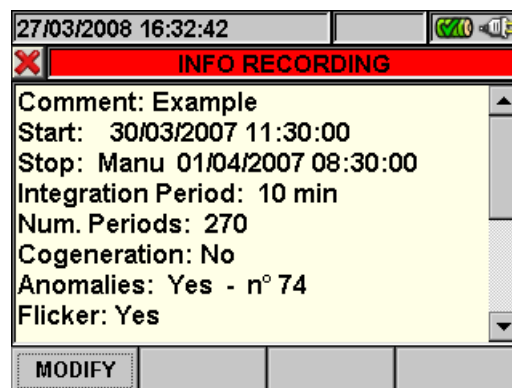 27/03/2008 16:32:42
INFO RECORDING
Comment: Example
Start: 30/03/2007 11:30:00
Stop: Manu 01/04/2007 08:30:00
Integration Period: 10 min
Num. Periods: 270
Cogeneration: No
Anomalies: Yes - n° 74
Flicker: Yes
MODIFY